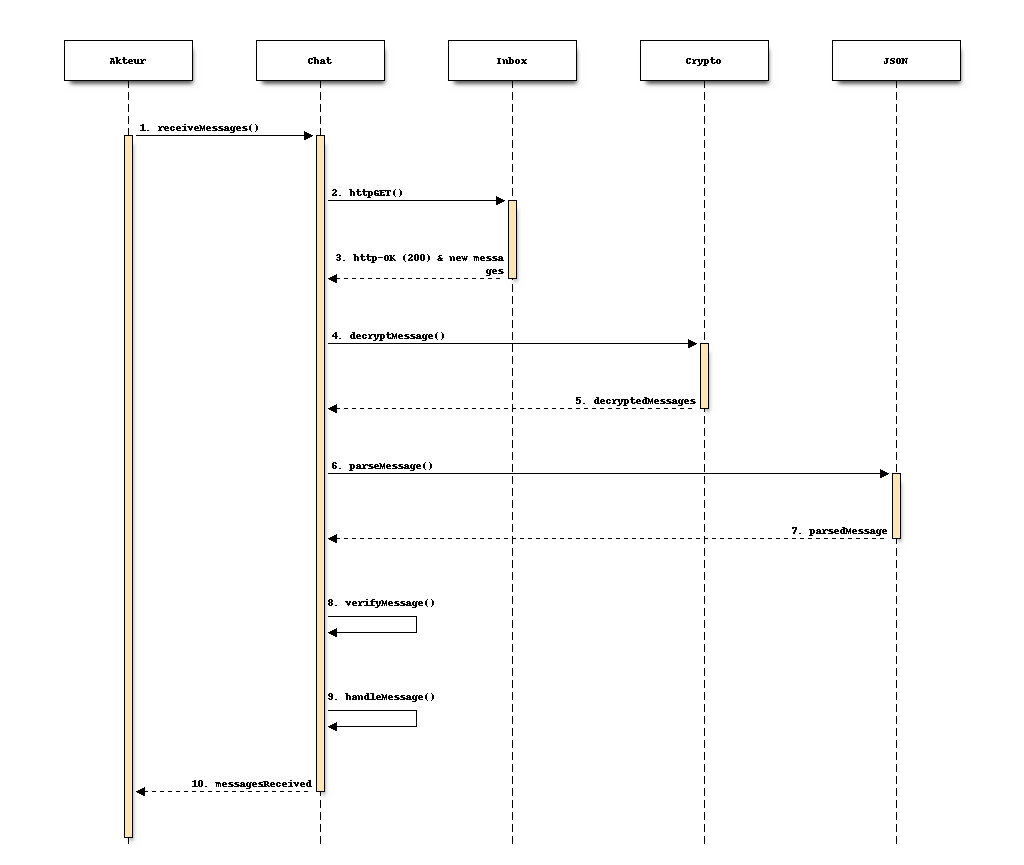 Akteur
Chat
Inbox
Crypto
JSON
1. receiveMessages()
2. httpGET()
3. http-OK (200) & new messa
ges
4. decryptMessage()
5. decryptedMessages
6. parseMessage()
7. parsedMessage
8. verifyMessage()
9. handleMessage()
10. messagesReceived